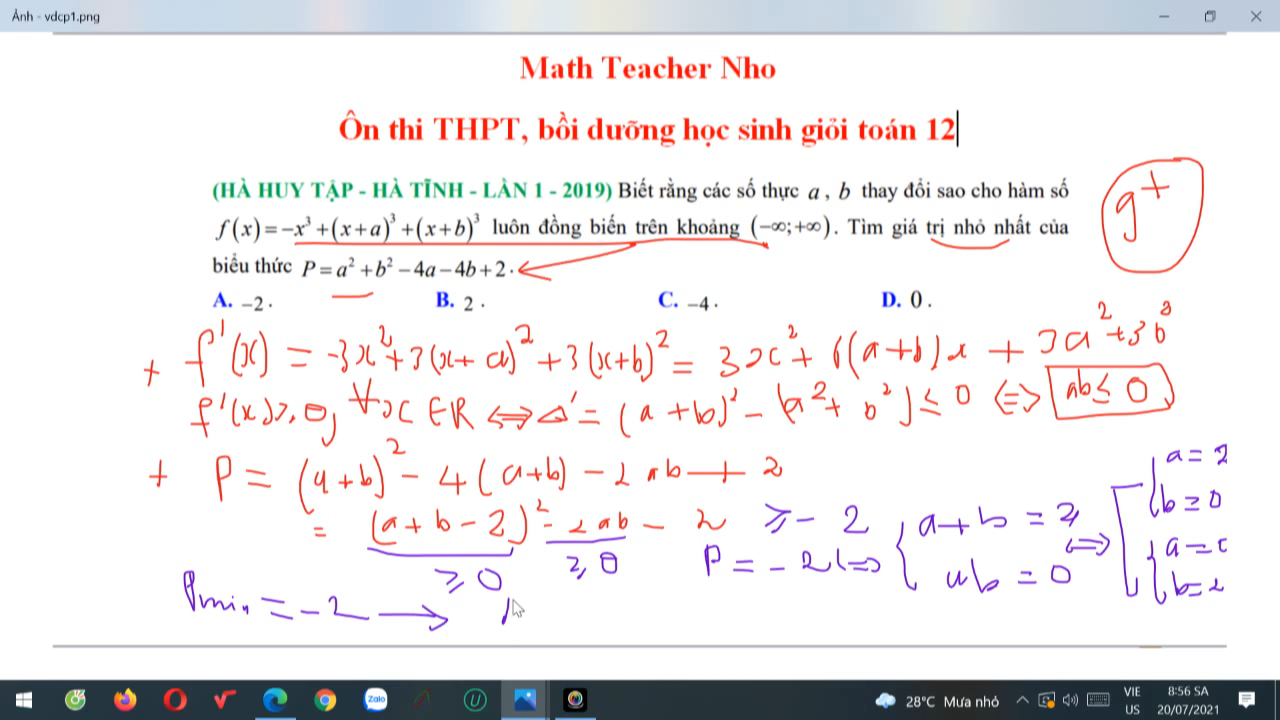 Ảnh - vdcp1.png
Math Teacher Nho
Ôn thi THPT, bồi dưỡng học sinh giỏi toán 12
g+
(HÀ HUY TẬP - HÀ TĨNH - LẦN 1 - 2019) Biết rằng các số thực a , b thay đổi sao cho hàm số
f(x)=-x³+(x+a)³+(x+b)³ luôn đồng biến trên khoảng (-∞;+∞). Tìm giá trị nhỏ nhất của
biểu thức P=a²+b²-4a-4b+2.
A. -2. B. 2. C. -4. D. 0.
+ f'(x) = -3x²+3(x+a)²+3(x+b)² = 3x²+6(a+b)x+3a²+3b²
f'(x)≥0, ∀x∈R ⇔ Δ'=(a+b)²-(a²+b²)≤0 ⇔ ab≤0
+ P = (a+b)²-4(a+b)-2ab+2
= (a+b-2)²-2ab-2 ≥-2
≥0 ≥0
P=-2 ⇔ { a+b=2, ab=0 ⇔ [ { a=2 b=0 { a=0 b=2
Pmin = -2 →
VIE
US
28°C Mưa nhỏ
8:56 SA
20/07/2021
Zalo